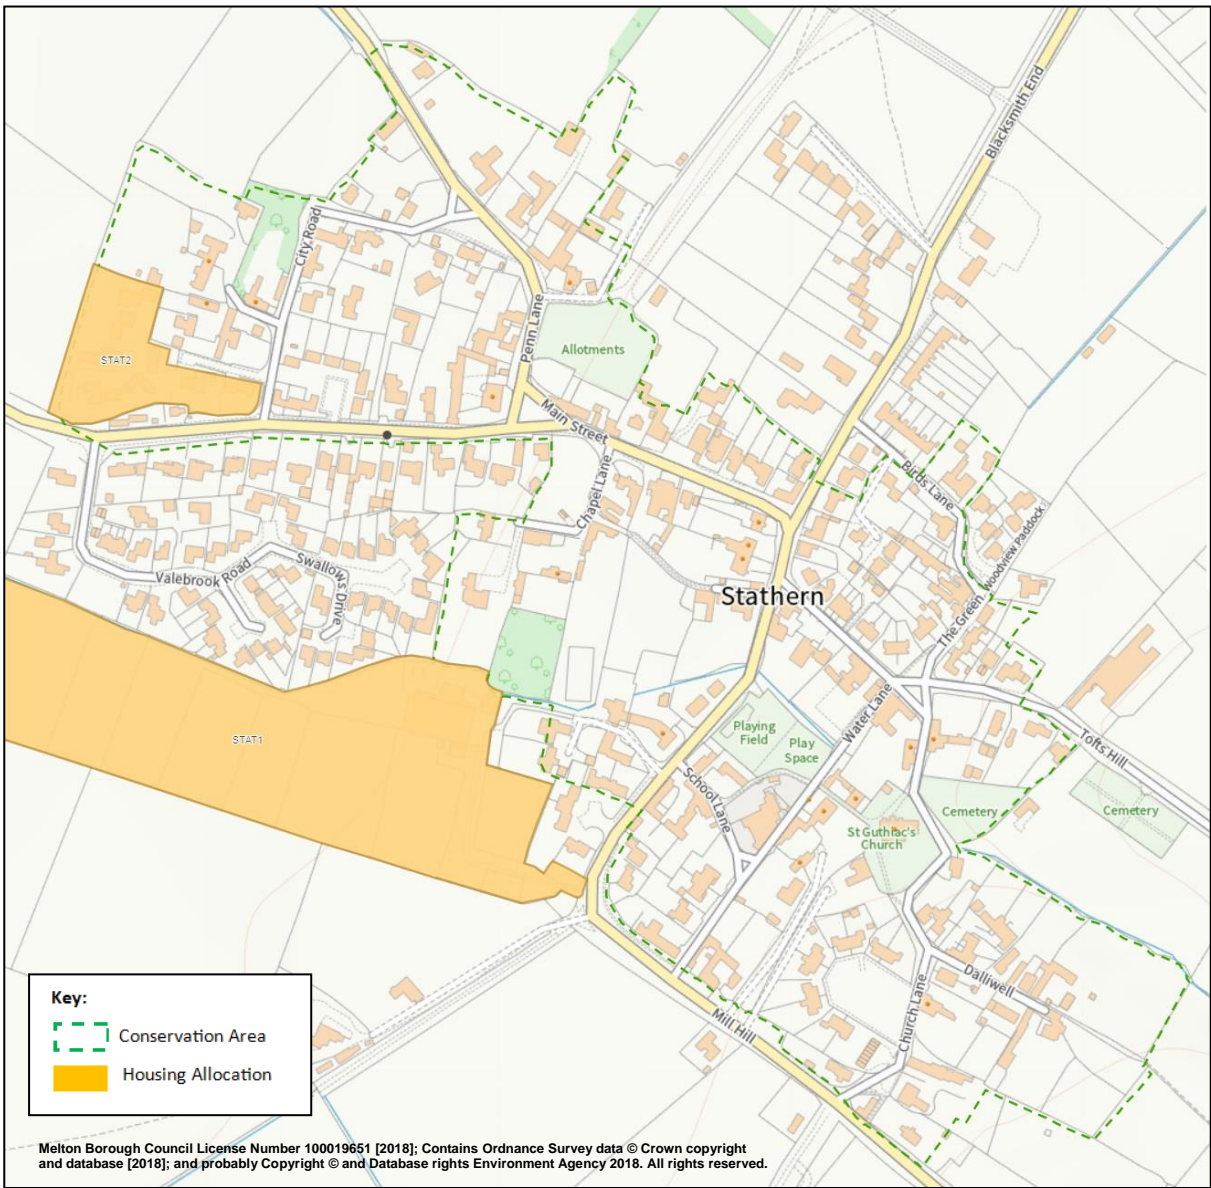 Blacksmith End
City Road
Penn Lane
Allotments
STAT2
Main Street
Chapel Lane
Birds Lane
Woodview Paddock
The Green
Valebrook Road
Swallows Drive
Stathern
STAT1
Playing
Field
Play
Space
Water Lane
Tofts Hill
School Lane
St Guthlac's
Church
Cemetery
Cemetery
Dalliwell
Church Lane
Mill Hill
Key:
Conservation Area
Housing Allocation
Melton Borough Council License Number 100019651 [2018]; Contains Ordnance Survey data © Crown copyright
and database [2018]; and probably Copyright © and Database rights Environment Agency 2018. All rights reserved.